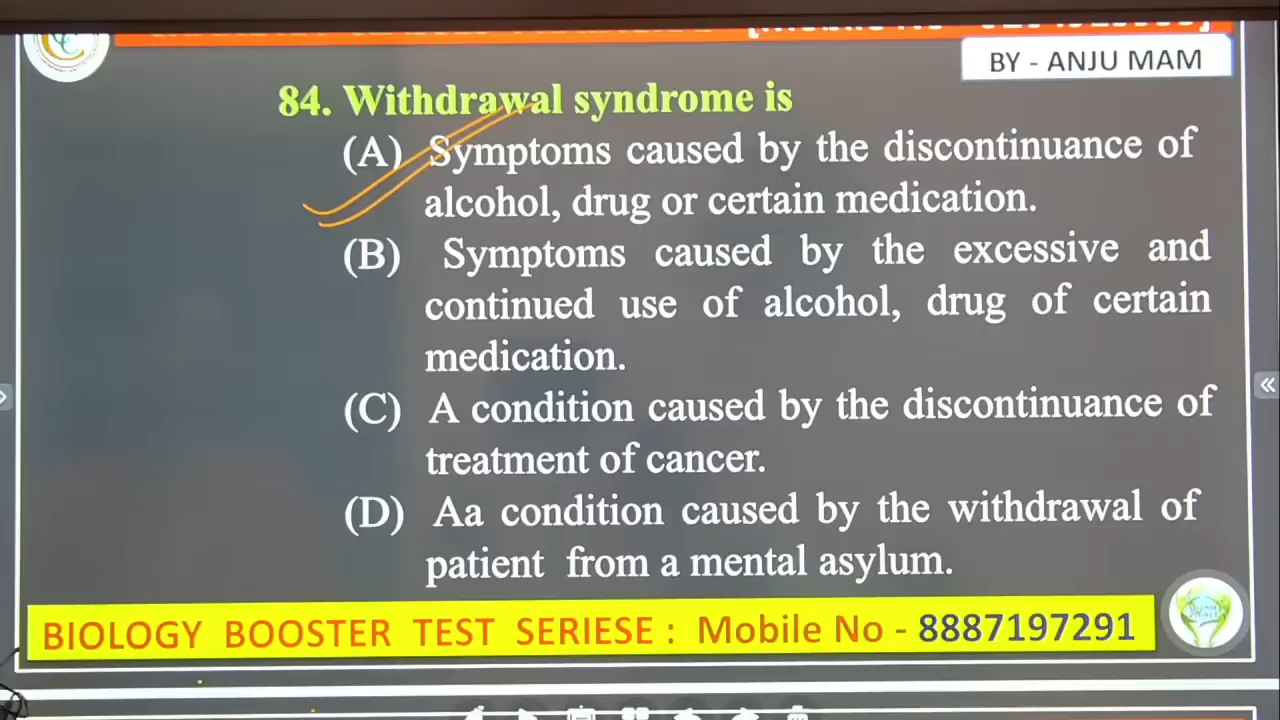 BY - ANJU MAM
84. Withdrawal syndrome is
(A) Symptoms caused by the discontinuance of
alcohol, drug or certain medication.
(B) Symptoms caused by the excessive and
continued use of alcohol, drug of certain
medication.
(C) A condition caused by the discontinuance of
treatment of cancer.
(D) Aa condition caused by the withdrawal of
patient from a mental asylum.
BIOLOGY BOOSTER TEST SERIESE : Mobile No - 8887197291